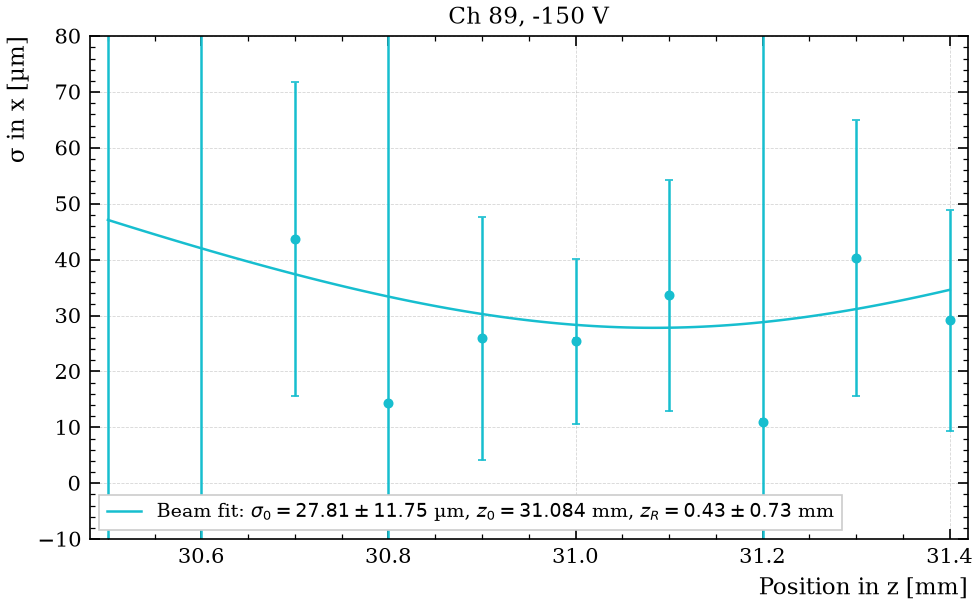 Ch 89, -150 V
σ in x [µm]
80
70
60
50
40
30
20
10
0
−10
Beam fit: σ₀ = 27.81 ± 11.75 µm, z₀ = 31.084 mm, z_R = 0.43 ± 0.73 mm
30.6 30.8 31.0 31.2 31.4
Position in z [mm]